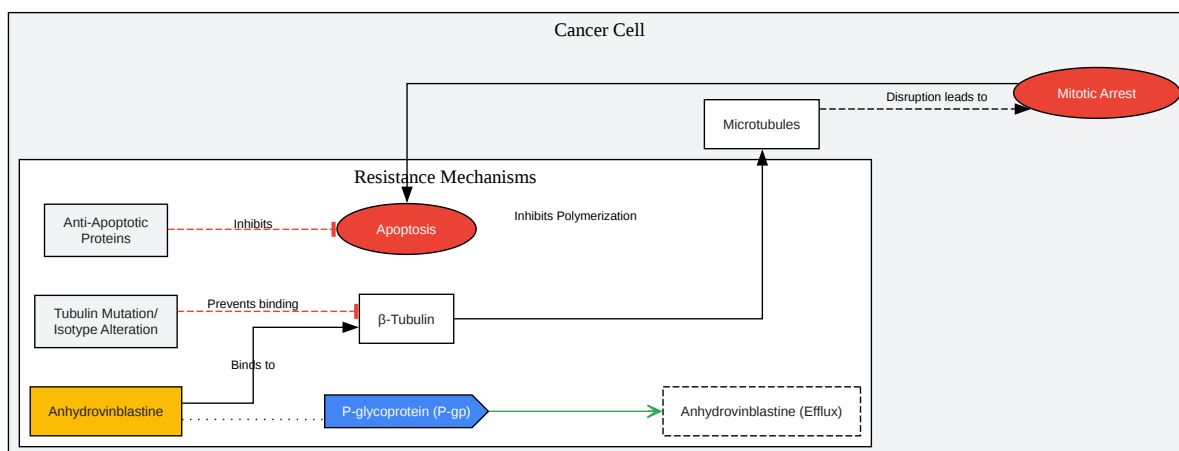 Cancer Cell
Disruption leads to
Mitotic Arrest
Microtubules
Resistance Mechanisms
Anti-Apoptotic
Proteins
Inhibits
Apoptosis
Inhibits Polymerization
Tubulin Mutation/
Isotype Alteration
Prevents binding
β-Tubulin
Binds to
Anhydrovinblastine
P-glycoprotein (P-gp)
Anhydrovinblastine (Efflux)